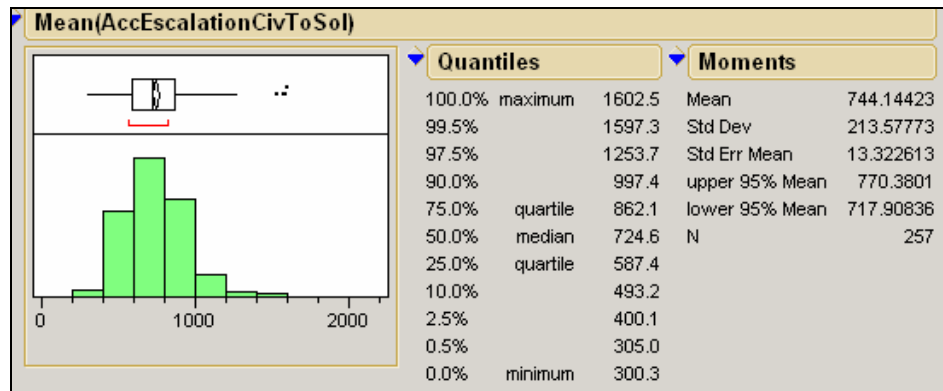 Mean(AccEscalationCivToSol)
0 1000 2000
Quantiles
100.0% maximum 1602.5
99.5% 1597.3
97.5% 1253.7
90.0% 997.4
75.0% quartile 862.1
50.0% median 724.6
25.0% quartile 587.4
10.0% 493.2
2.5% 400.1
0.5% 305.0
0.0% minimum 300.3
Moments
Mean 744.14423
Std Dev 213.57773
Std Err Mean 13.322613
upper 95% Mean 770.3801
lower 95% Mean 717.90836
N 257